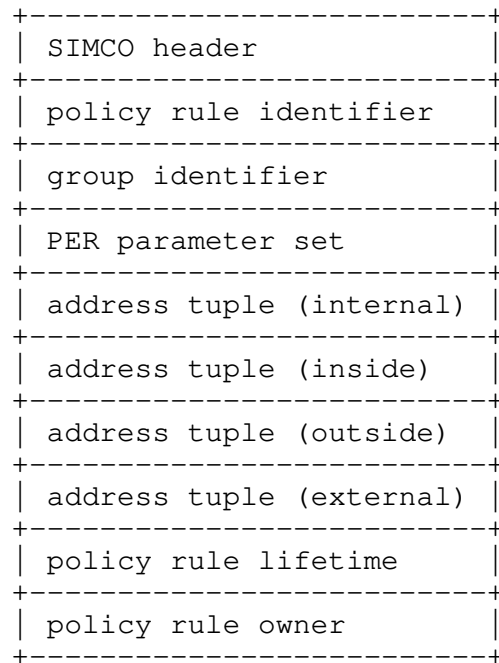 +--------------------------+
| SIMCO header             |
+--------------------------+
| policy rule identifier   |
+--------------------------+
| group identifier         |
+--------------------------+
| PER parameter set        |
+--------------------------+
| address tuple (internal) |
+--------------------------+
| address tuple (inside)   |
+--------------------------+
| address tuple (outside)  |
+--------------------------+
| address tuple (external) |
+--------------------------+
| policy rule lifetime     |
+--------------------------+
| policy rule owner        |
+--------------------------+